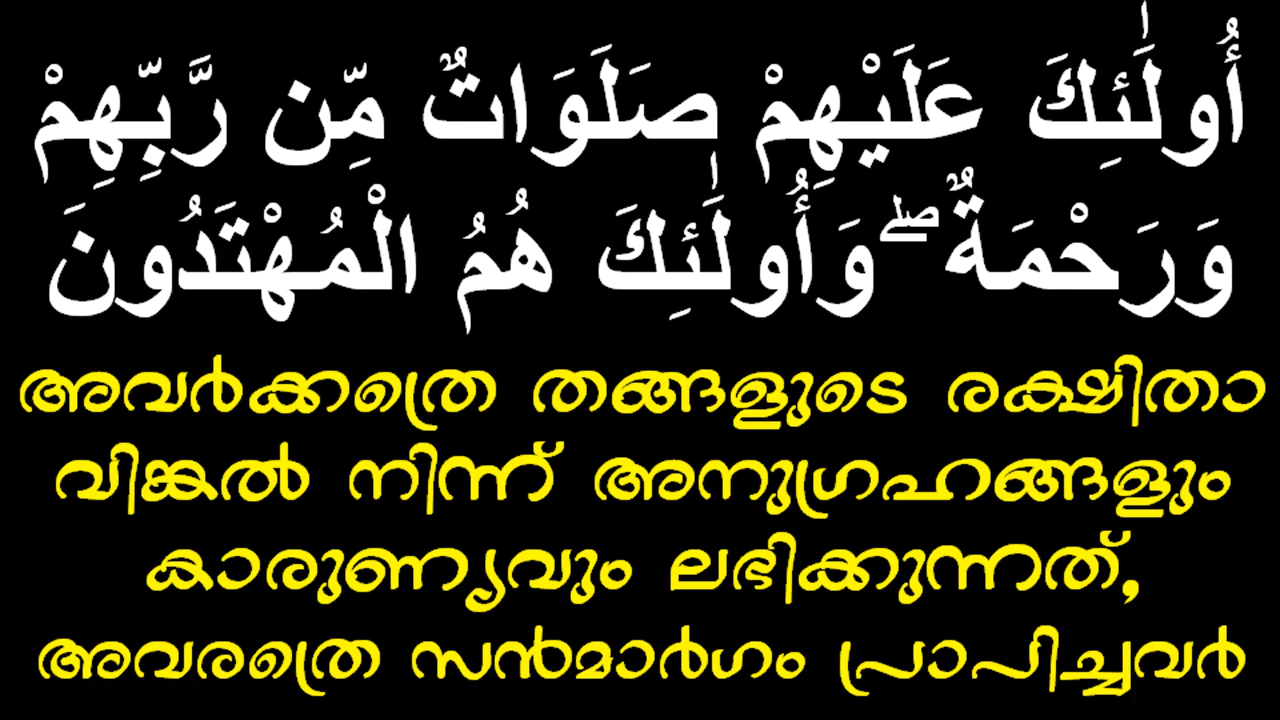 أُولَٰئِكَ عَلَيْهِمْ صَلَوَاتٌ مِّن رَّبِّهِمْ
وَرَحْمَةٌ ۖ وَأُولَٰئِكَ هُمُ الْمُهْتَدُونَ
അവർക്കത്രെ തങ്ങളുടെ രക്ഷിതാ
വിങ്കൽ നിന്ന് അനുഗ്രഹങ്ങളും
കാരുണ്യവും ലഭിക്കുന്നത്,
അവരത്രെ സൻമാർഗം പ്രാപിച്ചവർ